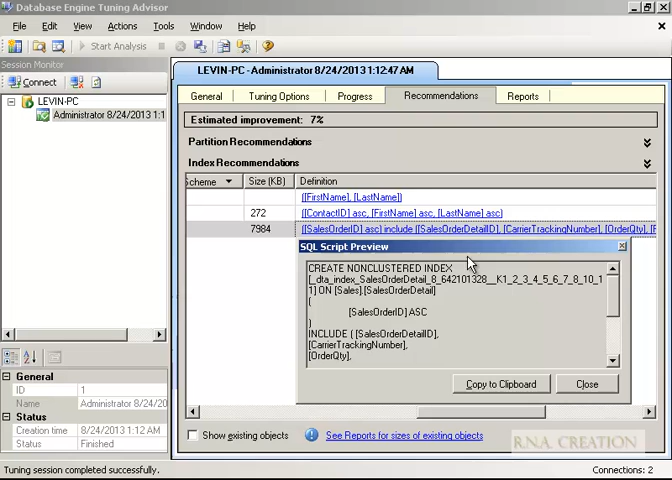 Database Engine Tuning Advisor
File Edit View Actions Tools Window Help
Start Analysis
Session Monitor
Connect
LEVIN-PC
Administrator 8/24/2013 1:1
LEVIN-PC - Administrator 8/24/2013 1:12:47 AM
General Tuning Options Progress Recommendations Reports
Estimated improvement: 7%
Partition Recommendations
Index Recommendations
Scheme Size (KB) Definition
([FirstName], [LastName])
272 ([ContactID] asc, [FirstName] asc, [LastName] asc)
7984 ([SalesOrderID] asc) include ([SalesOrderDetailID], [CarrierTrackingNumber], [OrderQty], [P
SQL Script Preview
CREATE NONCLUSTERED INDEX
[_dta_index_SalesOrderDetail_8_642101328__K1_2_3_4_5_6_7_8_10_1
1] ON [Sales].[SalesOrderDetail]
(
[SalesOrderID] ASC
)
INCLUDE ( [SalesOrderDetailID],
[CarrierTrackingNumber],
[OrderQty],
Copy to Clipboard Close
General
ID 1
Name Administrator 8/24/20
Status
Creation time 8/24/2013 1:12 AM
Status Finished
Show existing objects See Reports for sizes of existing objects
R.N.A. CREATION
Tuning session completed successfully. Connections: 2